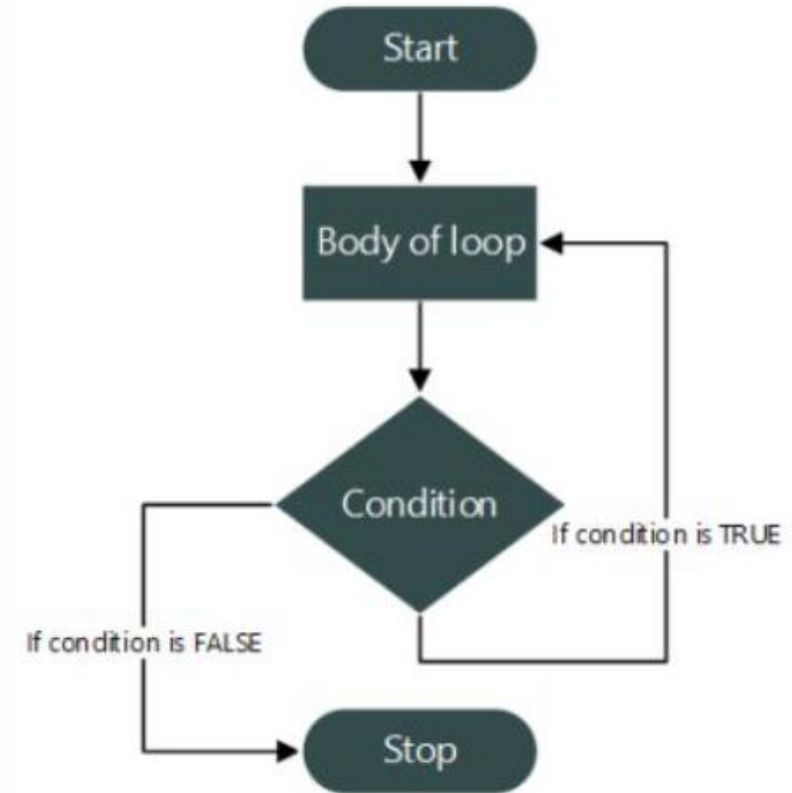 Start
Body of loop
Condition
If condition is TRUE
If condition is FALSE
Stop